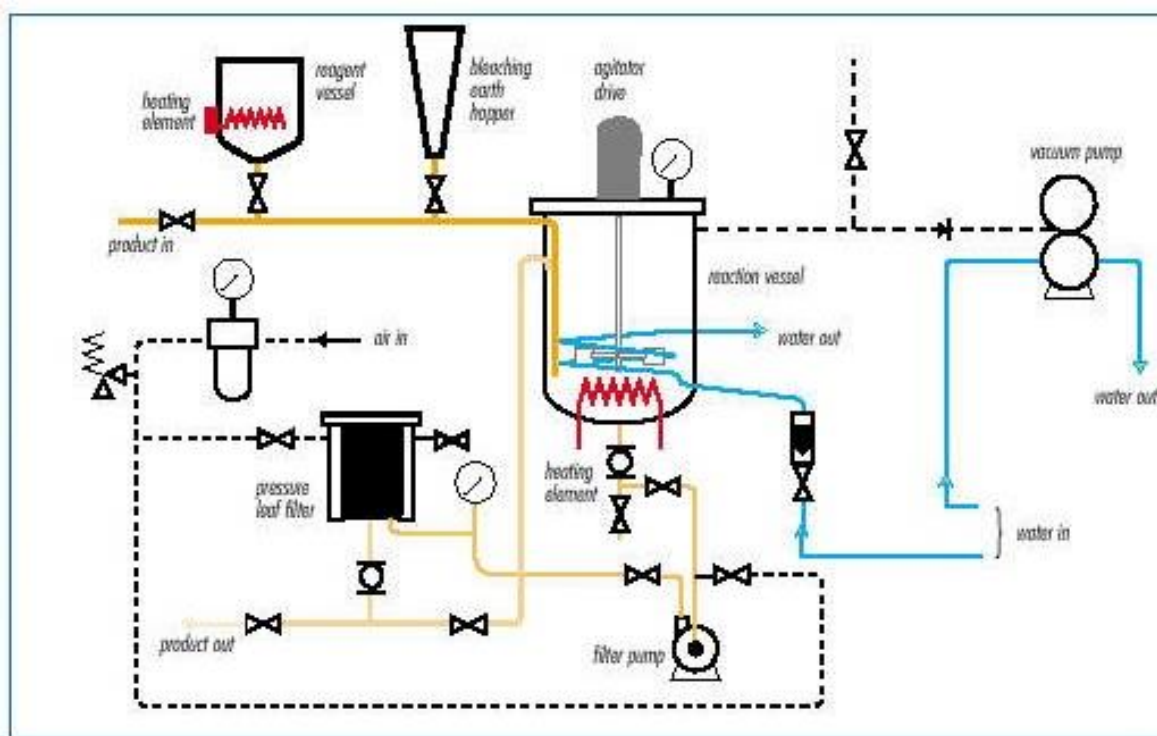 reagent
vessel
heating
element
bleaching
earth
hopper
agitator
drive
vacuum pump
product in
reaction vessel
air in
water out
water out
pressure
leaf filter
heating
element
water in
product out
filter pump